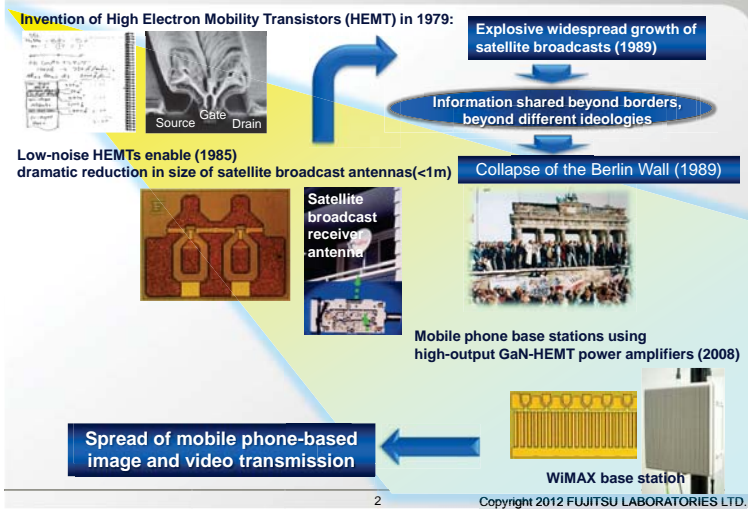 Invention of High Electron Mobility Transistors (HEMT) in 1979:
Source
Gate
Drain
Explosive widespread growth of
satellite broadcasts (1989)
Information shared beyond borders,
beyond different ideologies
Collapse of the Berlin Wall (1989)
Low-noise HEMTs enable (1985)
dramatic reduction in size of satellite broadcast antennas(<1m)
Satellite
broadcast
receiver
antenna
Mobile phone base stations using
high-output GaN-HEMT power amplifiers (2008)
WiMAX base station
Spread of mobile phone-based
image and video transmission
2
Copyright 2012 FUJITSU LABORATORIES LTD.